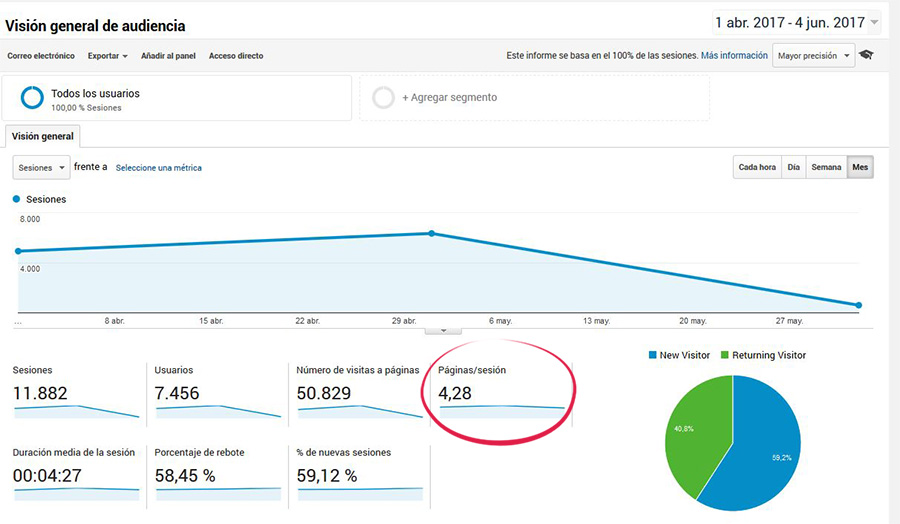 Visión general de audiencia
1 abr. 2017 - 4 jun. 2017
Correo electrónico Exportar Añadir al panel Acceso directo
Este informe se basa en el 100% de las sesiones. Más información Mayor precisión
Todos los usuarios
100,00 % Sesiones
+ Agregar segmento
Visión general
Sesiones frente a Seleccione una métrica
Cada hora Día Semana Mes
Sesiones
8.000
4.000
... 8 abr. 15 abr. 22 abr. 29 abr. 6 may. 13 may. 20 may. 27 may.
Sesiones
11.882
Usuarios
7.456
Número de visitas a páginas
50.829
Páginas/sesión
4,28
Duración media de la sesión
00:04:27
Porcentaje de rebote
58,45 %
% de nuevas sesiones
59,12 %
New Visitor Returning Visitor
40,8%
59,2%